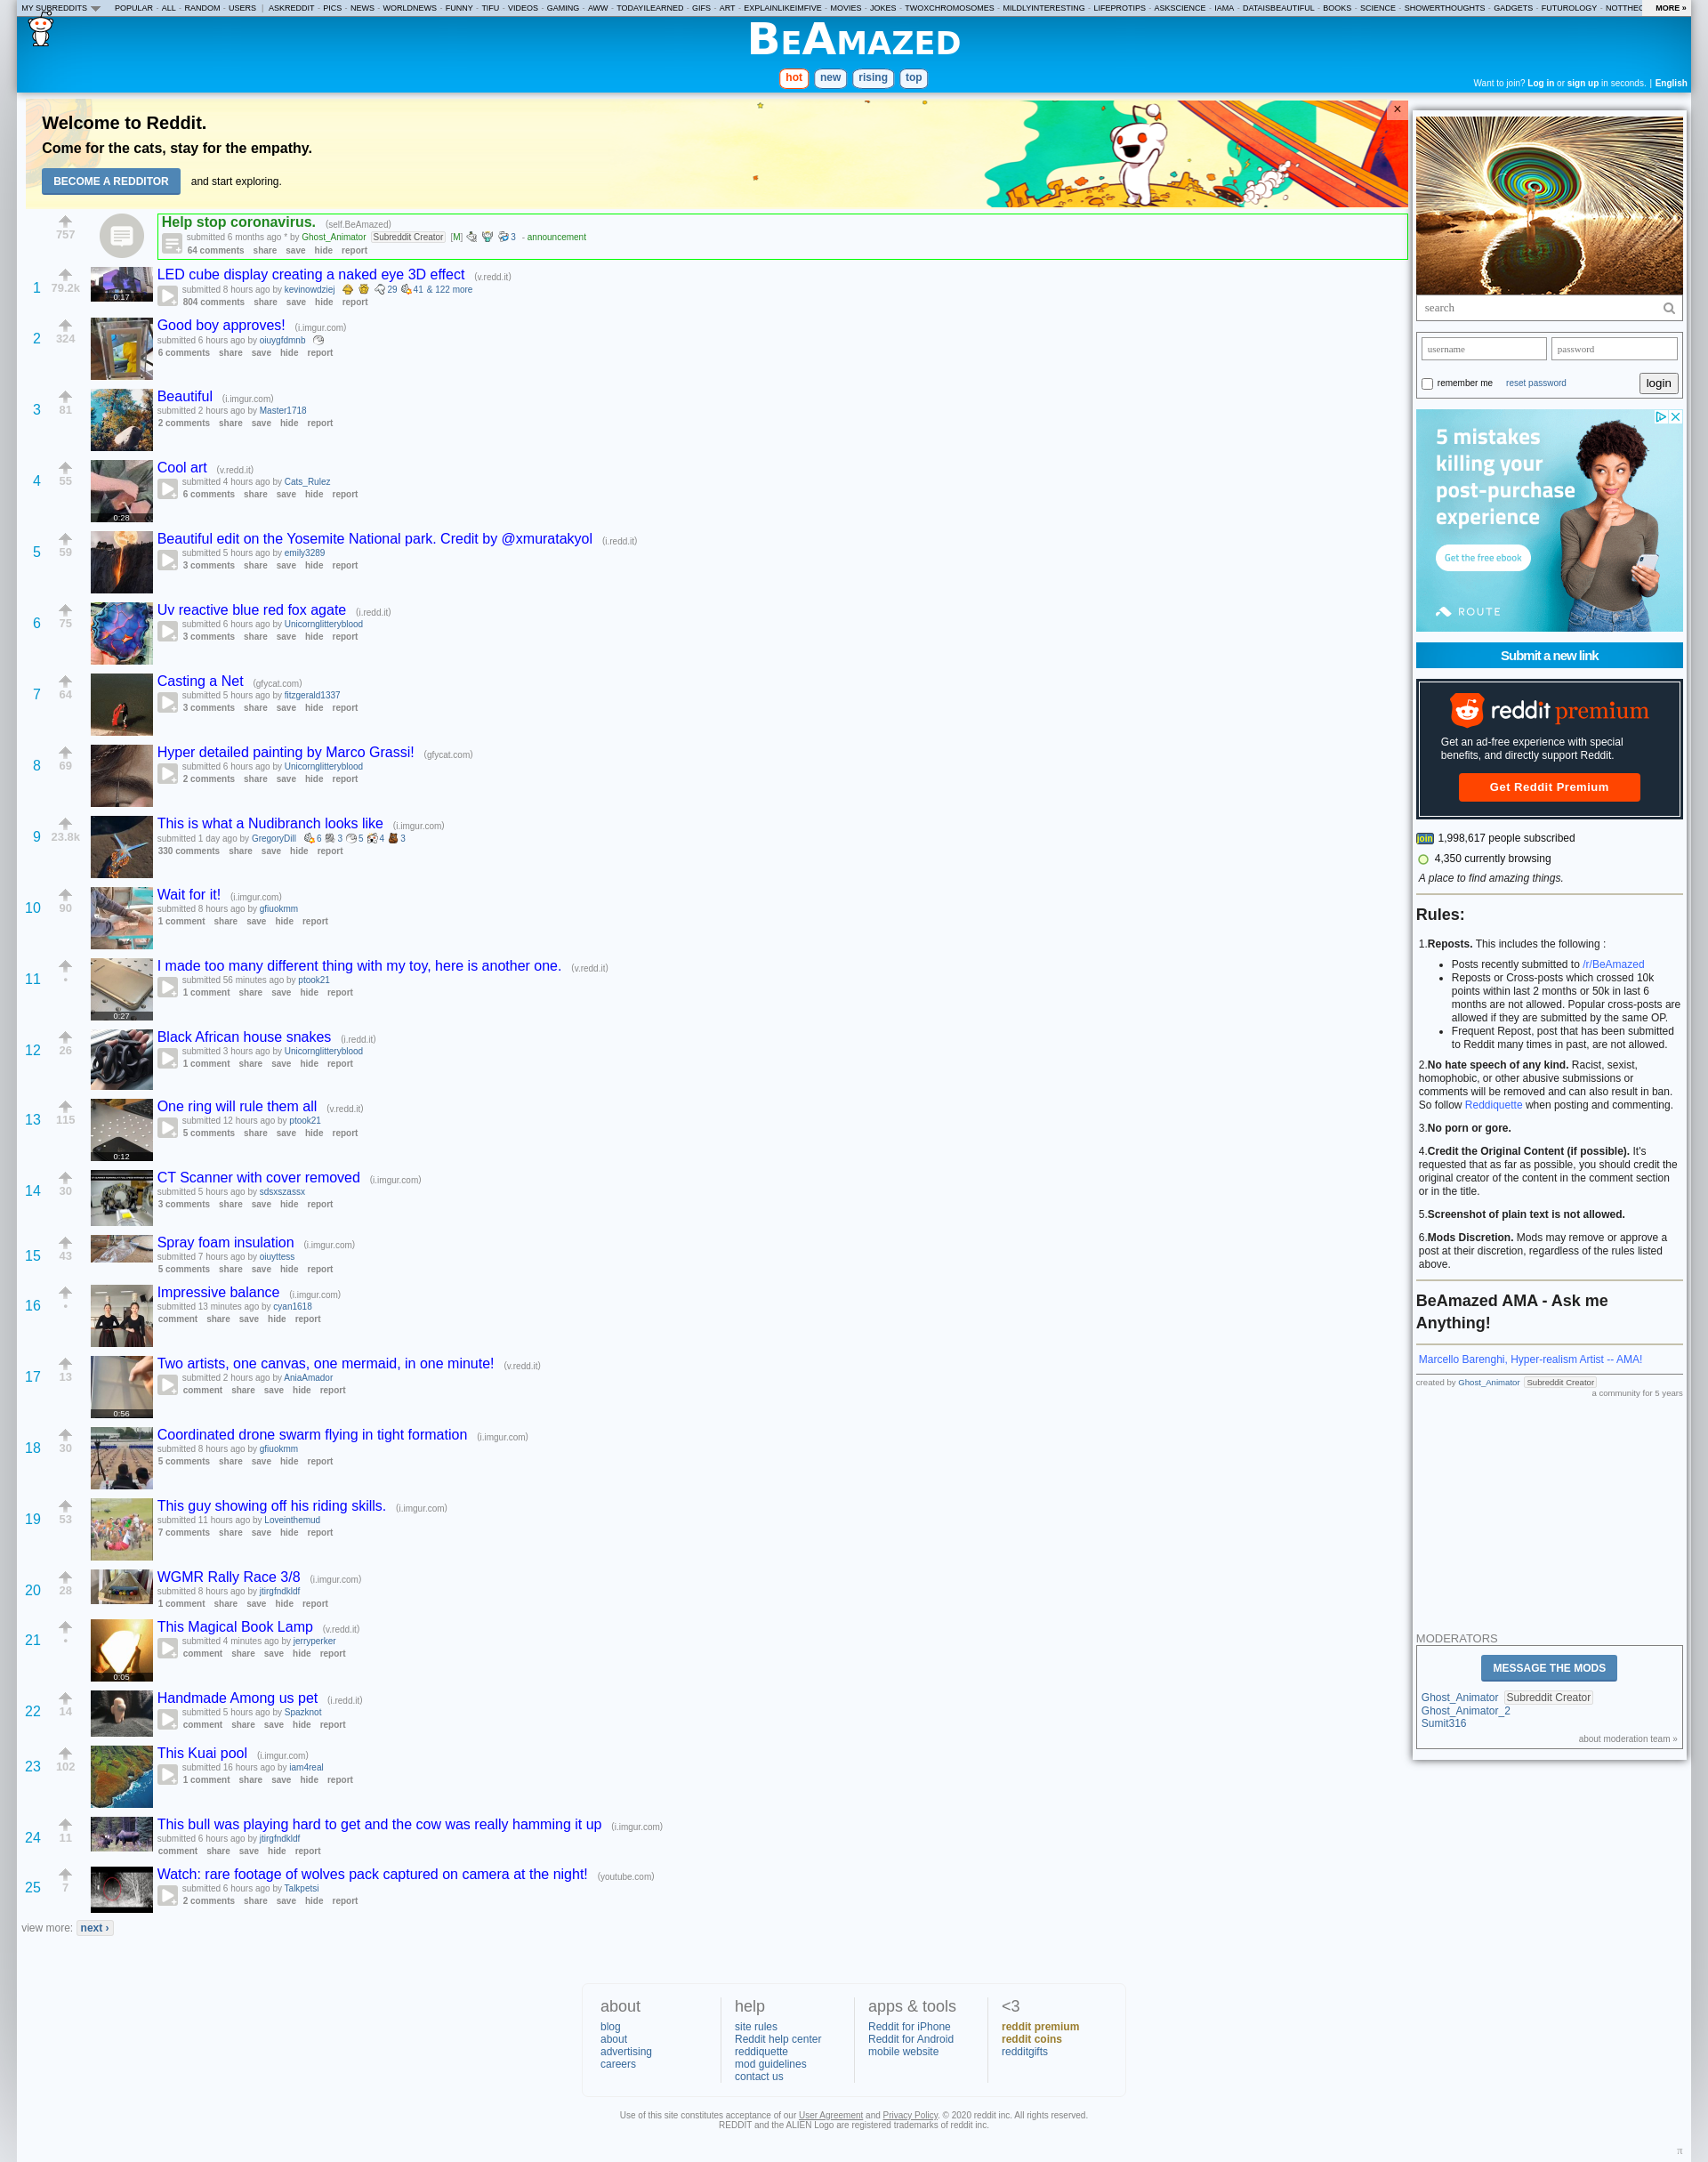 MY SUBREDDITS POPULAR - ALL - RANDOM - USERS | ASKREDDIT - PICS - NEWS - WORLDNEWS - FUNNY - TIFU - VIDEOS - GAMING - AWW - TODAYILEARNED - GIFS - ART - EXPLAINLIKEIMFIVE - MOVIES - JOKES - TWOXCHROMOSOMES - MILDLYINTERESTING - LIFEPROTIPS - ASKSCIENCE - IAMA - DATAISBEAUTIFUL - BOOKS - SCIENCE - SHOWERTHOUGHTS - GADGETS - FUTUROLOGY - MORE »
BEAMAZED
hot new rising top
Want to join? Log in or sign up in seconds. | English
Welcome to Reddit.
Come for the cats, stay for the empathy.
BECOME A REDDITOR and start exploring.
757
Help stop coronavirus. (self.BeAmazed)
submitted 6 months ago * by Ghost_Animator Subreddit Creator [M] 3 - announcement
64 comments share save hide report
1 79.2k 0:17
LED cube display creating a naked eye 3D effect (v.redd.it)
submitted 8 hours ago by kevinowdziej 29 41 & 122 more
804 comments share save hide report
2 324
Good boy approves! (i.imgur.com)
submitted 6 hours ago by oiuygfdmnb
6 comments share save hide report
3 81
Beautiful (i.imgur.com)
submitted 2 hours ago by Master1718
2 comments share save hide report
4 55 0:28
Cool art (v.redd.it)
submitted 4 hours ago by Cats_Rulez
6 comments share save hide report
5 59
Beautiful edit on the Yosemite National park. Credit by @xmuratakyol (i.redd.it)
submitted 5 hours ago by emily3289
3 comments share save hide report
6 75
Uv reactive blue red fox agate (i.redd.it)
submitted 6 hours ago by Unicornglitteryblood
3 comments share save hide report
7 64
Casting a Net (gfycat.com)
submitted 5 hours ago by fitzgerald1337
3 comments share save hide report
8 69
Hyper detailed painting by Marco Grassi! (gfycat.com)
submitted 6 hours ago by Unicornglitteryblood
2 comments share save hide report
9 23.8k
This is what a Nudibranch looks like (i.imgur.com)
submitted 1 day ago by GregoryDill 6 3 5 4 3
330 comments share save hide report
10 90
Wait for it! (i.imgur.com)
submitted 8 hours ago by gfiuokmm
1 comment share save hide report
11 • 0:27
I made too many different thing with my toy, here is another one. (v.redd.it)
submitted 56 minutes ago by ptook21
1 comment share save hide report
12 26
Black African house snakes (i.redd.it)
submitted 3 hours ago by Unicornglitteryblood
1 comment share save hide report
13 115 0:12
One ring will rule them all (v.redd.it)
submitted 12 hours ago by ptook21
5 comments share save hide report
14 30
CT Scanner with cover removed (i.imgur.com)
submitted 5 hours ago by sdsxszassx
3 comments share save hide report
15 43
Spray foam insulation (i.imgur.com)
submitted 7 hours ago by oiuyttess
5 comments share save hide report
16 •
Impressive balance (i.imgur.com)
submitted 13 minutes ago by cyan1618
comment share save hide report
17 13 0:56
Two artists, one canvas, one mermaid, in one minute! (v.redd.it)
submitted 2 hours ago by AniaAmador
comment share save hide report
18 30
Coordinated drone swarm flying in tight formation (i.imgur.com)
submitted 8 hours ago by gfiuokmm
5 comments share save hide report
19 53
This guy showing off his riding skills. (i.imgur.com)
submitted 11 hours ago by Loveinthemud
7 comments share save hide report
20 28
WGMR Rally Race 3/8 (i.imgur.com)
submitted 8 hours ago by jtirgfndkldf
1 comment share save hide report
21 • 0:05
This Magical Book Lamp (v.redd.it)
submitted 4 minutes ago by jerryperker
comment share save hide report
22 14
Handmade Among us pet (i.redd.it)
submitted 5 hours ago by Spazknot
comment share save hide report
23 102
This Kuai pool (i.imgur.com)
submitted 16 hours ago by iam4real
1 comment share save hide report
24 11
This bull was playing hard to get and the cow was really hamming it up (i.imgur.com)
submitted 6 hours ago by jtirgfndkldf
comment share save hide report
25 7
Watch: rare footage of wolves pack captured on camera at the night! (youtube.com)
submitted 6 hours ago by Talkpetsi
2 comments share save hide report
view more: next ›
search
username password
remember me reset password login
5 mistakes
killing your
post-purchase
experience
Get the free ebook
ROUTE
Submit a new link
reddit premium
Get an ad-free experience with special
benefits, and directly support Reddit.
Get Reddit Premium
join 1,998,617 people subscribed
4,350 currently browsing
A place to find amazing things.
Rules:
1.Reposts. This includes the following :
• Posts recently submitted to /r/BeAmazed
• Reposts or Cross-posts which crossed 10k
points within last 2 months or 50k in last 6
months are not allowed. Popular cross-posts are
allowed if they are submitted by the same OP.
• Frequent Repost, post that has been submitted
to Reddit many times in past, are not allowed.
2.No hate speech of any kind. Racist, sexist,
homophobic, or other abusive submissions or
comments will be removed and can also result in ban.
So follow Reddiquette when posting and commenting.
3.No porn or gore.
4.Credit the Original Content (if possible). It's
requested that as far as possible, you should credit the
original creator of the content in the comment section
or in the title.
5.Screenshot of plain text is not allowed.
6.Mods Discretion. Mods may remove or approve a
post at their discretion, regardless of the rules listed
above.
BeAmazed AMA - Ask me
Anything!
Marcello Barenghi, Hyper-realism Artist -- AMA!
created by Ghost_Animator Subreddit Creator
a community for 5 years
MODERATORS
MESSAGE THE MODS
Ghost_Animator Subreddit Creator
Ghost_Animator_2
Sumit316
about moderation team »
about
blog
about
advertising
careers
help
site rules
Reddit help center
reddiquette
mod guidelines
contact us
apps & tools
Reddit for iPhone
Reddit for Android
mobile website
<3
reddit premium
reddit coins
redditgifts
Use of this site constitutes acceptance of our User Agreement and Privacy Policy. © 2020 reddit inc. All rights reserved.
REDDIT and the ALIEN Logo are registered trademarks of reddit inc.
π